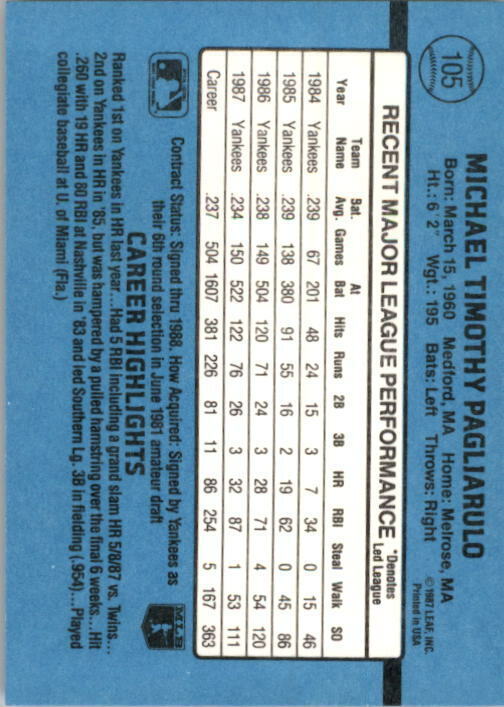 105
MICHAEL TIMOTHY PAGLIARULO
Born: March 15, 1960 Medford, MA Home: Melrose, MA
Ht.: 6'2" Wgt.: 195 Bats: Left Throws: Right
© 1987 LEAF, INC.
Printed in USA
RECENT MAJOR LEAGUE PERFORMANCE *Denotes Led League
Year Team Name Bat. Avg. Games At Bat Hits Runs 2B 3B HR RBI Steal Walk SO
1984 Yankees .239 67 201 48 24 15 3 7 34 0 15 46
1985 Yankees .239 138 380 91 55 16 2 19 62 0 45 86
1986 Yankees .238 149 504 120 71 24 3 28 71 4 54 120
1987 Yankees .234 150 522 122 76 26 3 32 87 1 53 111
Career .237 504 1607 381 226 81 11 86 254 5 167 363
Contract Status: Signed thru 1988. How Acquired: Signed by Yankees as
their 6th round selection in June 1981 amateur draft
MLB
CAREER HIGHLIGHTS
Ranked 1st on Yankees in HR last year...Had 5 RBI including a grand slam HR 5/8/87 vs. Twins...
2nd on Yankees in HR in '85, but was hampered by a pulled hamstring over the final 6 weeks...Hit
.260 with 19 HR and 80 RBI at Nashville in '83 and led Southern Lg. 3B in fielding (.954)...Played
collegiate baseball at U. of Miami (Fla.)